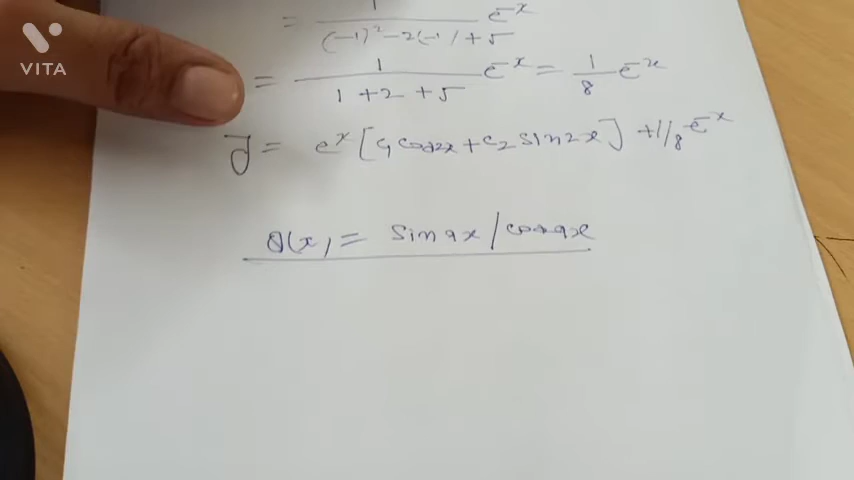 = 1 / ((-1)² - 2(-1) + 5) e^-x
= 1 / (1 + 2 + 5) e^-x = 1/8 e^-x
y = e^x [c₁ cos2x + c₂ sin2x] + 1/8 e^-x
Q(x) = sin ax / cos ax
VITA